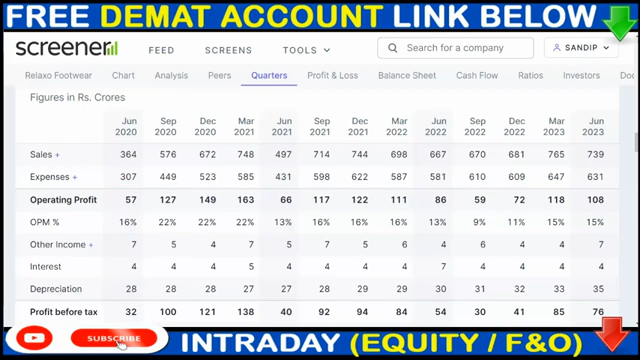 FREE DEMAT ACCOUNT LINK BELOW
screener
FEED SCREENS TOOLS Search for a company SANDIP
Relaxo Footwear Chart Analysis Peers Quarters Profit & Loss Balance Sheet Cash Flow Ratios Investors Doc
Figures in Rs. Crores
Jun 2020 Sep 2020 Dec 2020 Mar 2021 Jun 2021 Sep 2021 Dec 2021 Mar 2022 Jun 2022 Sep 2022 Dec 2022 Mar 2023 Jun 2023
Sales + 364 576 672 748 497 714 744 698 667 670 681 765 739
Expenses + 307 449 523 585 431 598 622 587 581 610 609 647 631
Operating Profit 57 127 149 163 66 117 122 111 86 59 72 118 108
OPM % 16% 22% 22% 22% 13% 16% 16% 16% 13% 9% 11% 15% 15%
Other Income + 7 5 4 7 5 7 5 6 4 6 4 4 7
Interest 4 4 4 5 4 4 4 4 7 4 4 4 4
Depreciation 28 28 28 27 27 28 29 29 30 31 32 33 35
Profit before tax 32 100 121 138 40 92 94 84 54 30 41 85 76
SUBSCRIBE
INTRADAY (EQUITY / F&O)